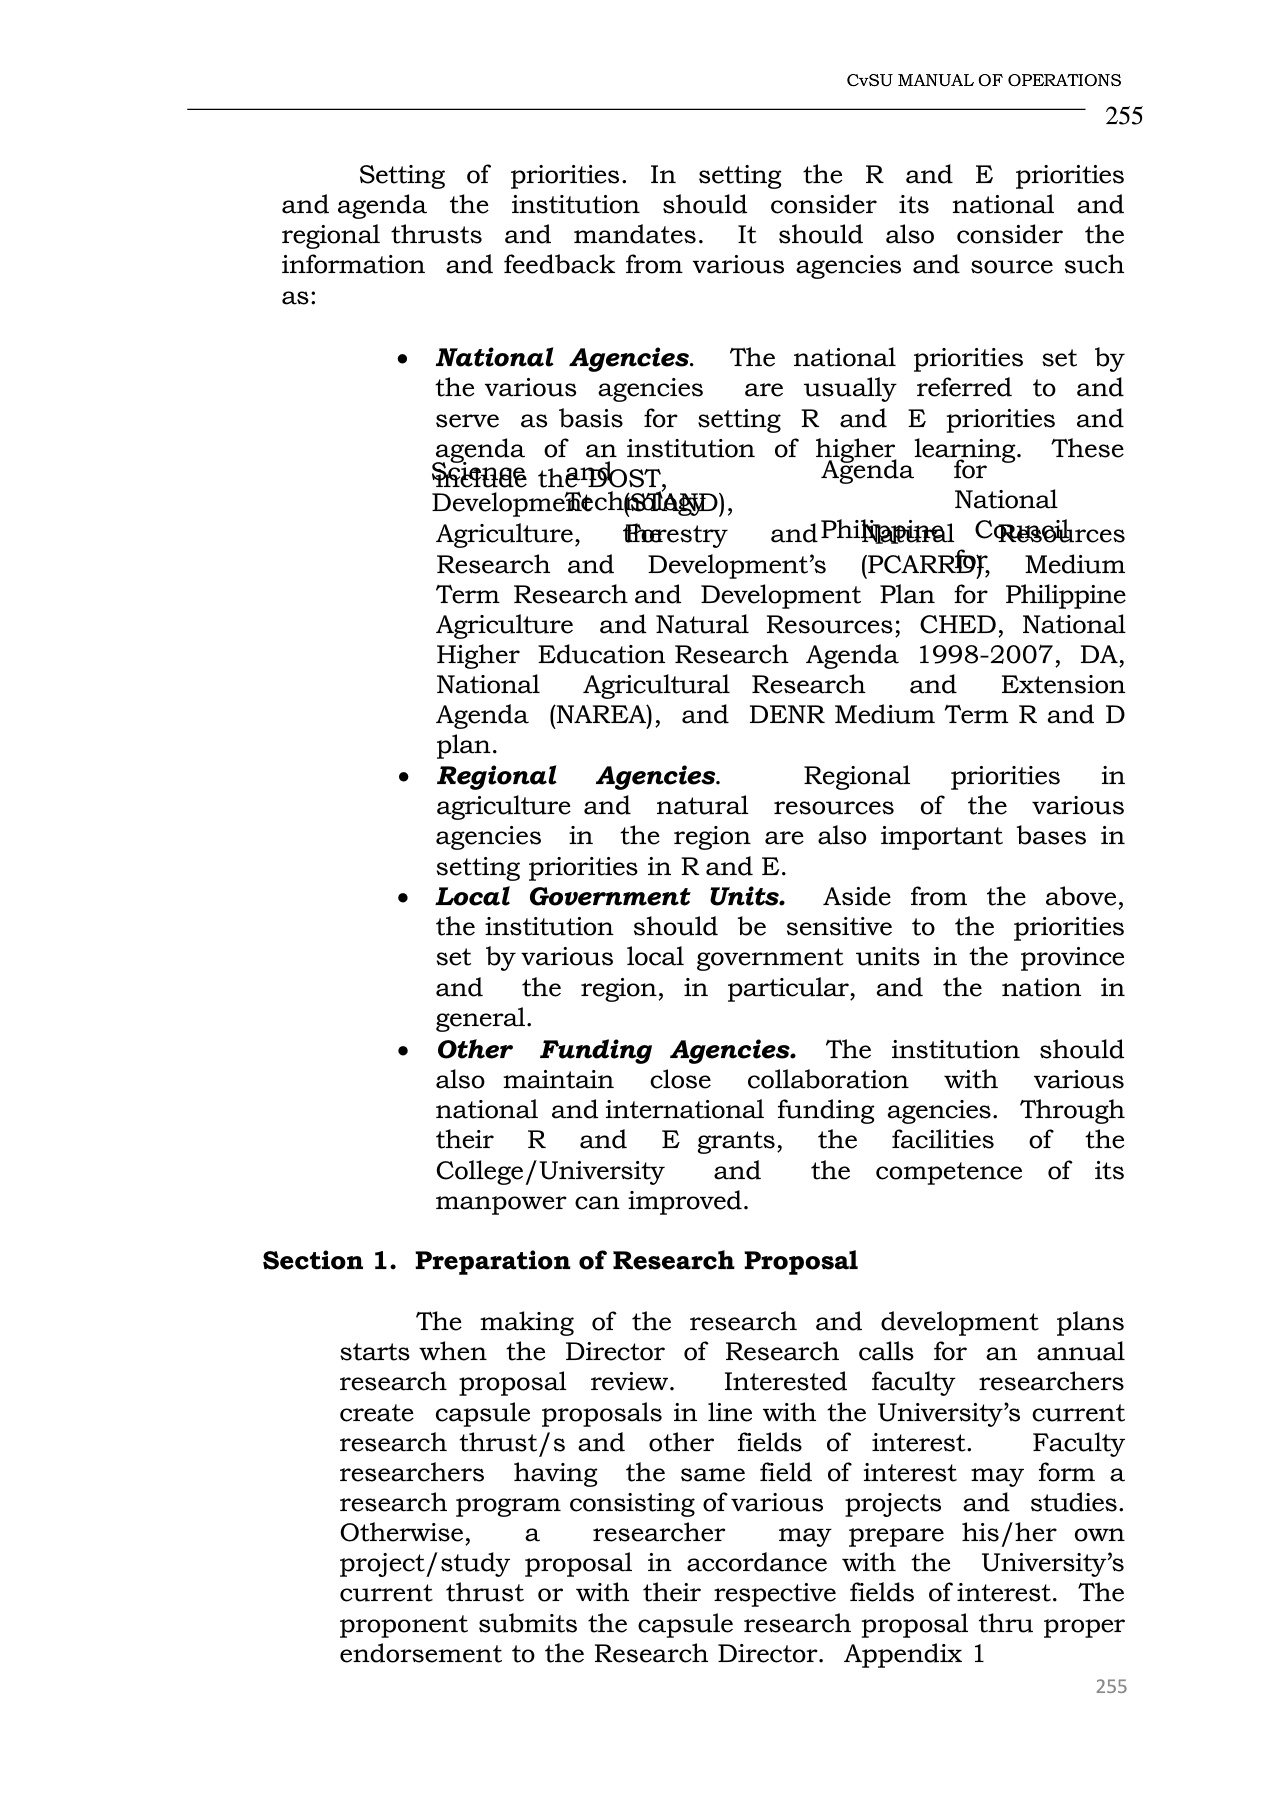 CvSU MANUAL OF OPERATIONS
255
Setting of priorities. In setting the R and E priorities
and agenda the institution should consider its national and
regional thrusts and mandates. It should also consider the
information and feedback from various agencies and source such
as:
• National Agencies. The national priorities set by
the various agencies are usually referred to and
serve as basis for setting R and E priorities and
agenda of an institution of higher learning. These
include the DOST,
Science and Agenda for
Development Technology (STAND), National
Philippine Council
Agriculture, the Forestry and Natural Resources
for
Research and Development’s (PCARRD), Medium
Term Research and Development Plan for Philippine
Agriculture and Natural Resources; CHED, National
Higher Education Research Agenda 1998-2007, DA,
National Agricultural Research and Extension
Agenda (NAREA), and DENR Medium Term R and D
plan.
• Regional Agencies. Regional priorities in
agriculture and natural resources of the various
agencies in the region are also important bases in
setting priorities in R and E.
• Local Government Units. Aside from the above,
the institution should be sensitive to the priorities
set by various local government units in the province
and the region, in particular, and the nation in
general.
• Other Funding Agencies. The institution should
also maintain close collaboration with various
national and international funding agencies. Through
their R and E grants, the facilities of the
College/University and the competence of its
manpower can improved.
Section 1. Preparation of Research Proposal
The making of the research and development plans
starts when the Director of Research calls for an annual
research proposal review. Interested faculty researchers
create capsule proposals in line with the University’s current
research thrust/s and other fields of interest. Faculty
researchers having the same field of interest may form a
research program consisting of various projects and studies.
Otherwise, a researcher may prepare his/her own
project/study proposal in accordance with the University’s
current thrust or with their respective fields of interest. The
proponent submits the capsule research proposal thru proper
endorsement to the Research Director. Appendix 1
255